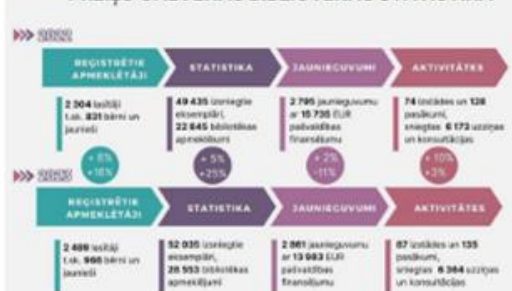 2022
REĢISTRĒTIE APMEKLĒTĀJI
STATISTIKA
JAUNIEGUVUMI
AKTIVITĀTES
2 304 lasītāji
t.sk. 831 bērni un
jaunieši
49 435 izsniegtie
eksemplāri,
22 845 bibliotēkas
apmeklējumi
2 795 jaunieguvumu
ar 15 735 EUR
pašvaldības
finansējumu
74 izstādes un 128
pasākumi,
sniegtas 6 173 uzziņas
un konsultācijas
+ 8%
+16%
+ 5%
+25%
+ 2%
-11%
+ 10%
+3%
2023
REĢISTRĒTIE
APMEKLĒTĀJI
STATISTIKA
JAUNIEGUVUMI
AKTIVITĀTES
2 489 lasītāji
t.sk. 966 bērni un
jaunieši
52 035 izsniegtie
eksemplāri,
28 553 bibliotēkas
apmeklējumi
2 861 jaunieguvumu
ar 13 983 EUR
pašvaldības
finansējumu
87 izstādes un 135
pasākumi,
sniegtas 6 364 uzziņas
un konsultācijas